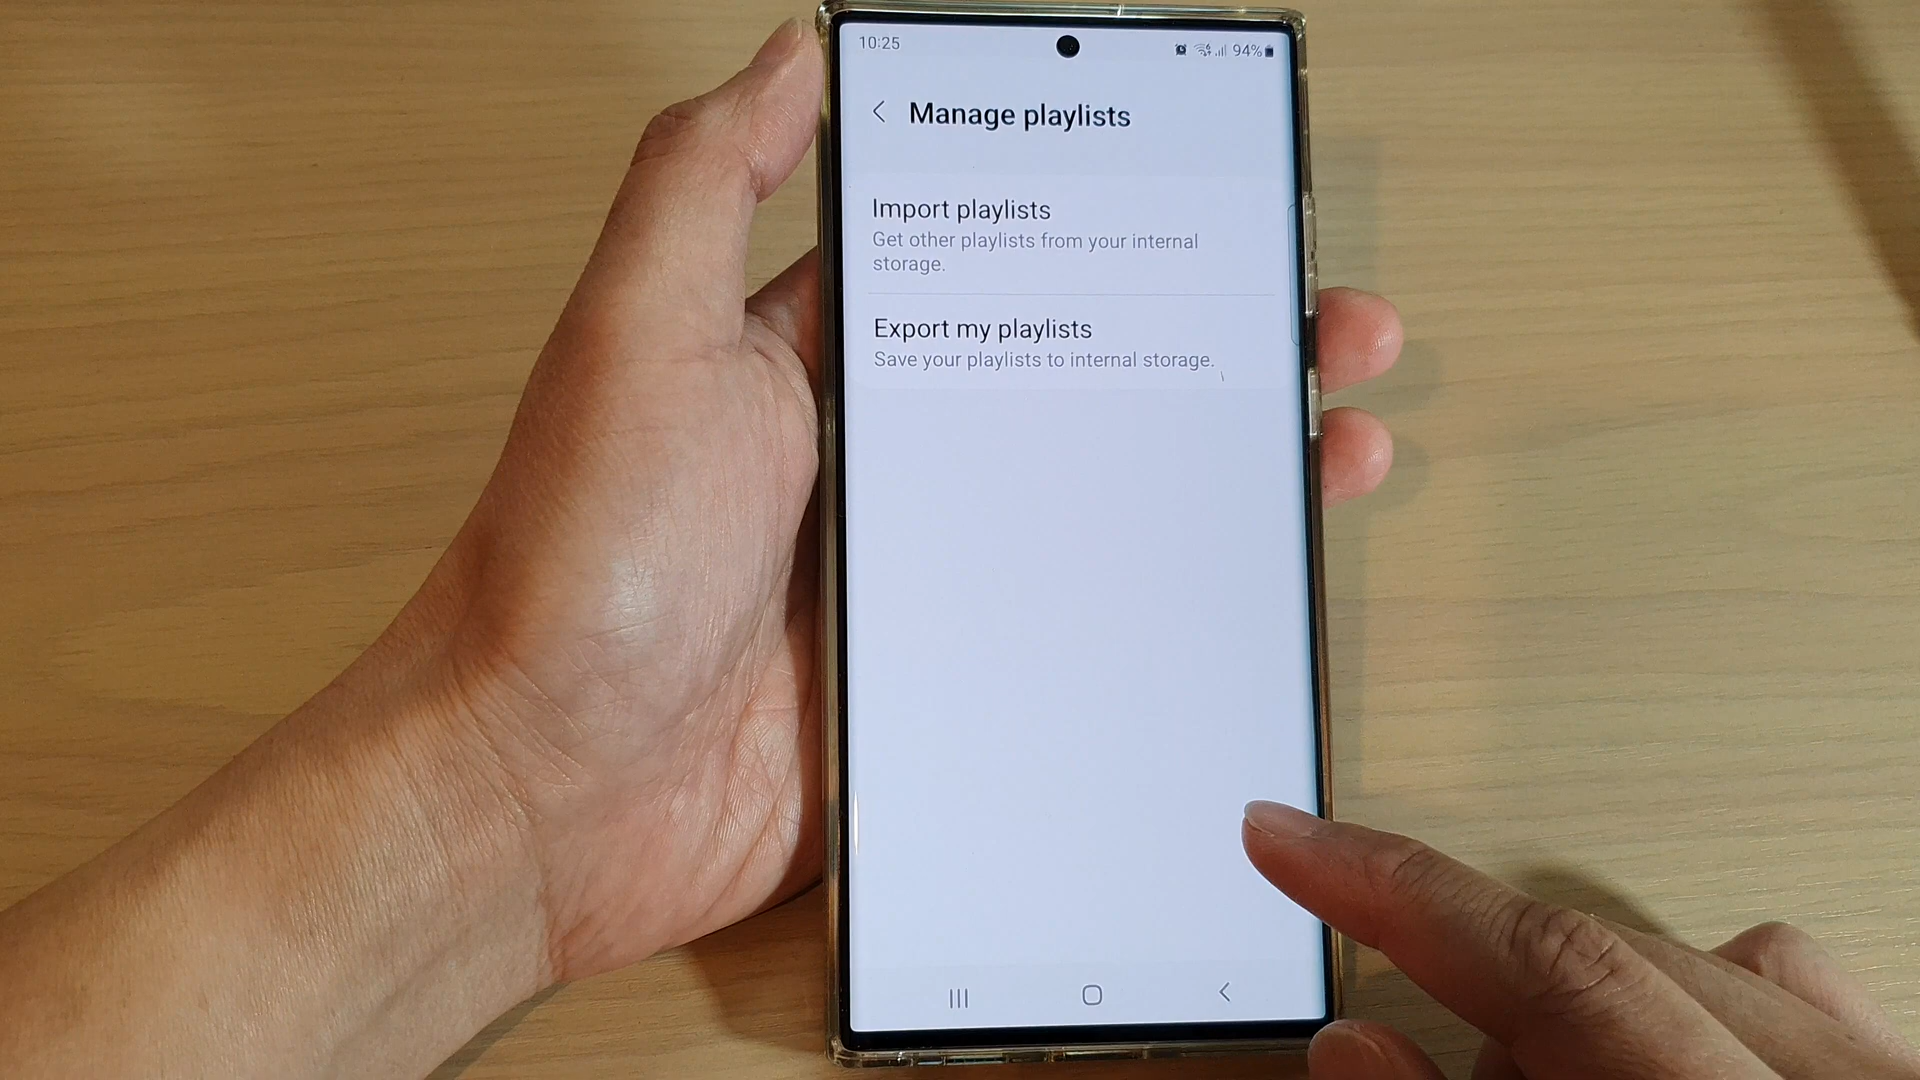 10:25
94%
Manage playlists
Import playlists
Get other playlists from your internal
storage.
Export my playlists
Save your playlists to internal storage.